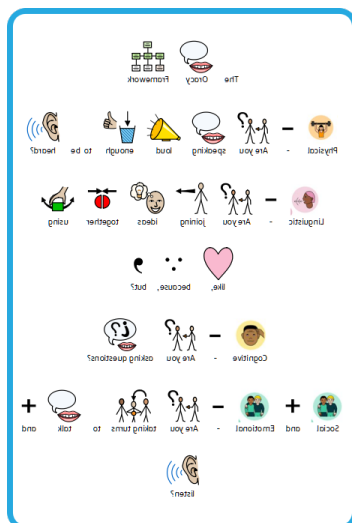 The Oracy Framework
Physical - Are you speaking loud enough to be heard?
Linguistic - Are you joining ideas together using
like, because, but?
Cognitive - Are you asking questions?
Social and Emotional - Are you taking turns to talk and
listen?